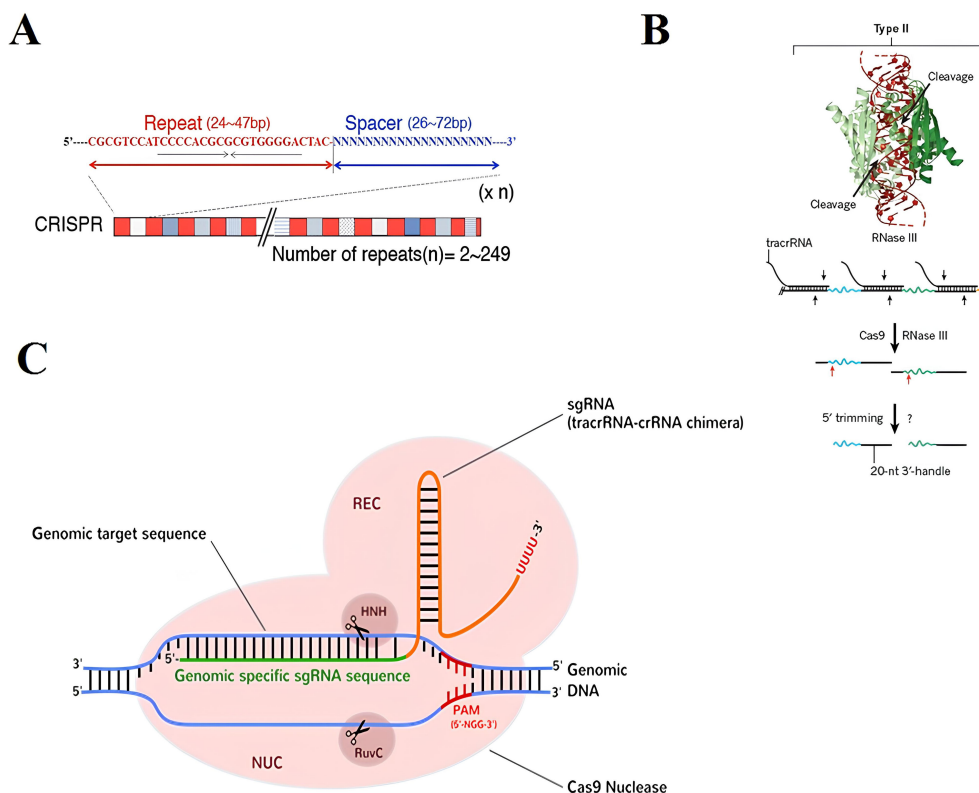 A
Repeat (24~47bp) Spacer (26~72bp)
5'----CGCGTCCATCCCCACGCGCGTGGGGACTAC-NNNNNNNNNNNNNNNNNNN----3'
(x n)
CRISPR
Number of repeats(n)= 2~249
B
Type II
Cleavage
Cleavage
RNase III
tracrRNA
Cas9 RNase III
5′ trimming ?
20-nt 3′-handle
C
sgRNA
(tracrRNA-crRNA chimera)
REC
Genomic target sequence
UUUU-3'
HNH
5'-
Genomic specific sgRNA sequence
3' 5' Genomic
5' 3' DNA
PAM
(5'-NGG-3')
RuvC
NUC
Cas9 Nuclease